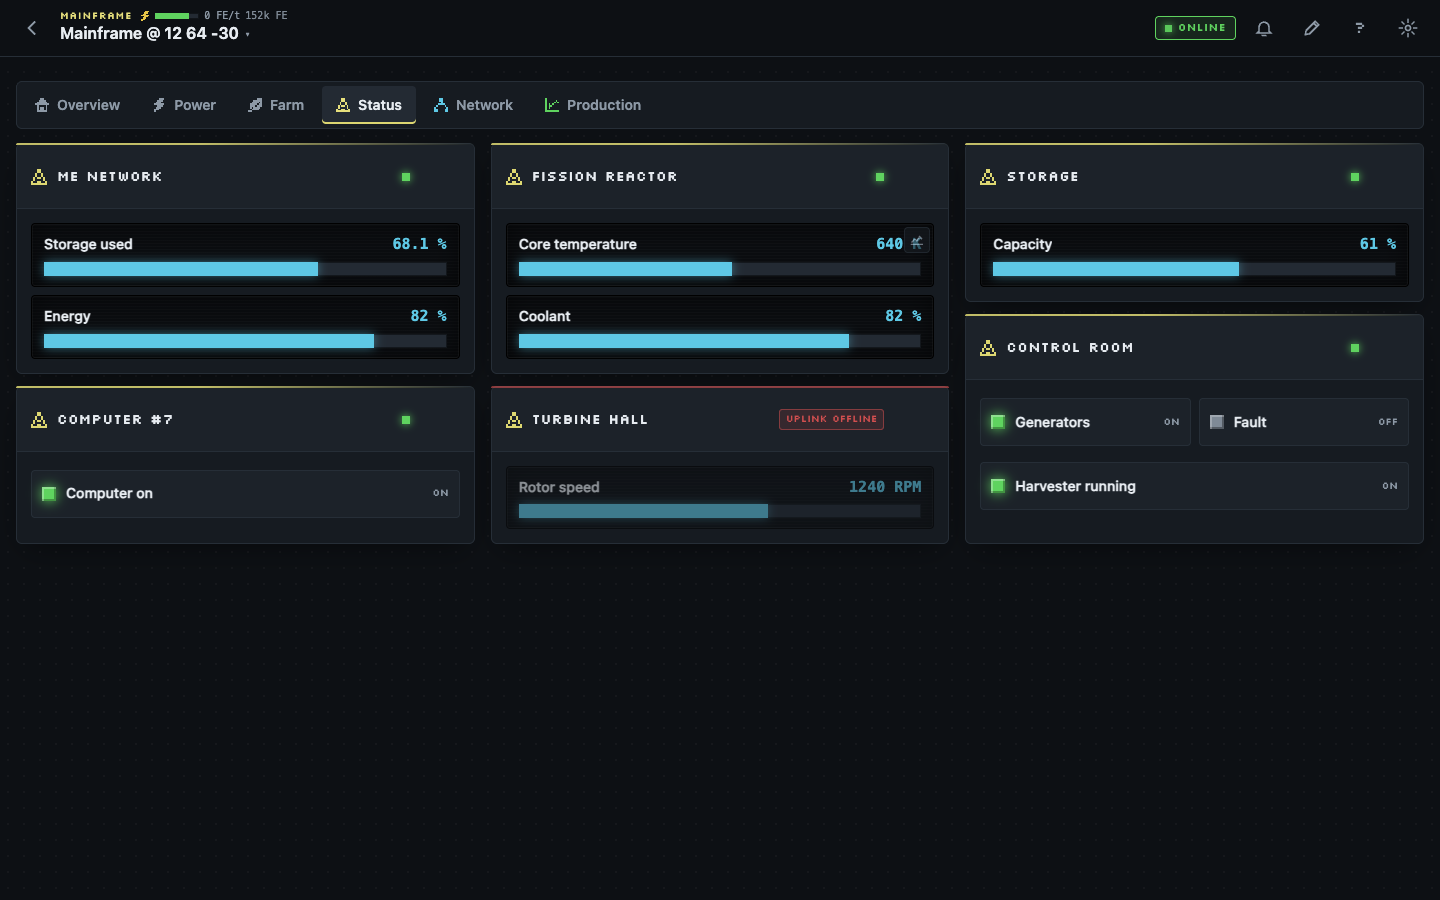 MAINFRAME 0 FE/t 152k FE
Mainframe @ 12 64 -30
ONLINE
?
Overview Power Farm Status Network Production
ME NETWORK
Storage used 68.1 %
Energy 82 %
FISSION REACTOR
Core temperature 640
Coolant 82 %
STORAGE
Capacity 61 %
CONTROL ROOM
Generators ON
Fault OFF
Harvester running ON
COMPUTER #7
Computer on ON
TURBINE HALL UPLINK OFFLINE
Rotor speed 1240 RPM